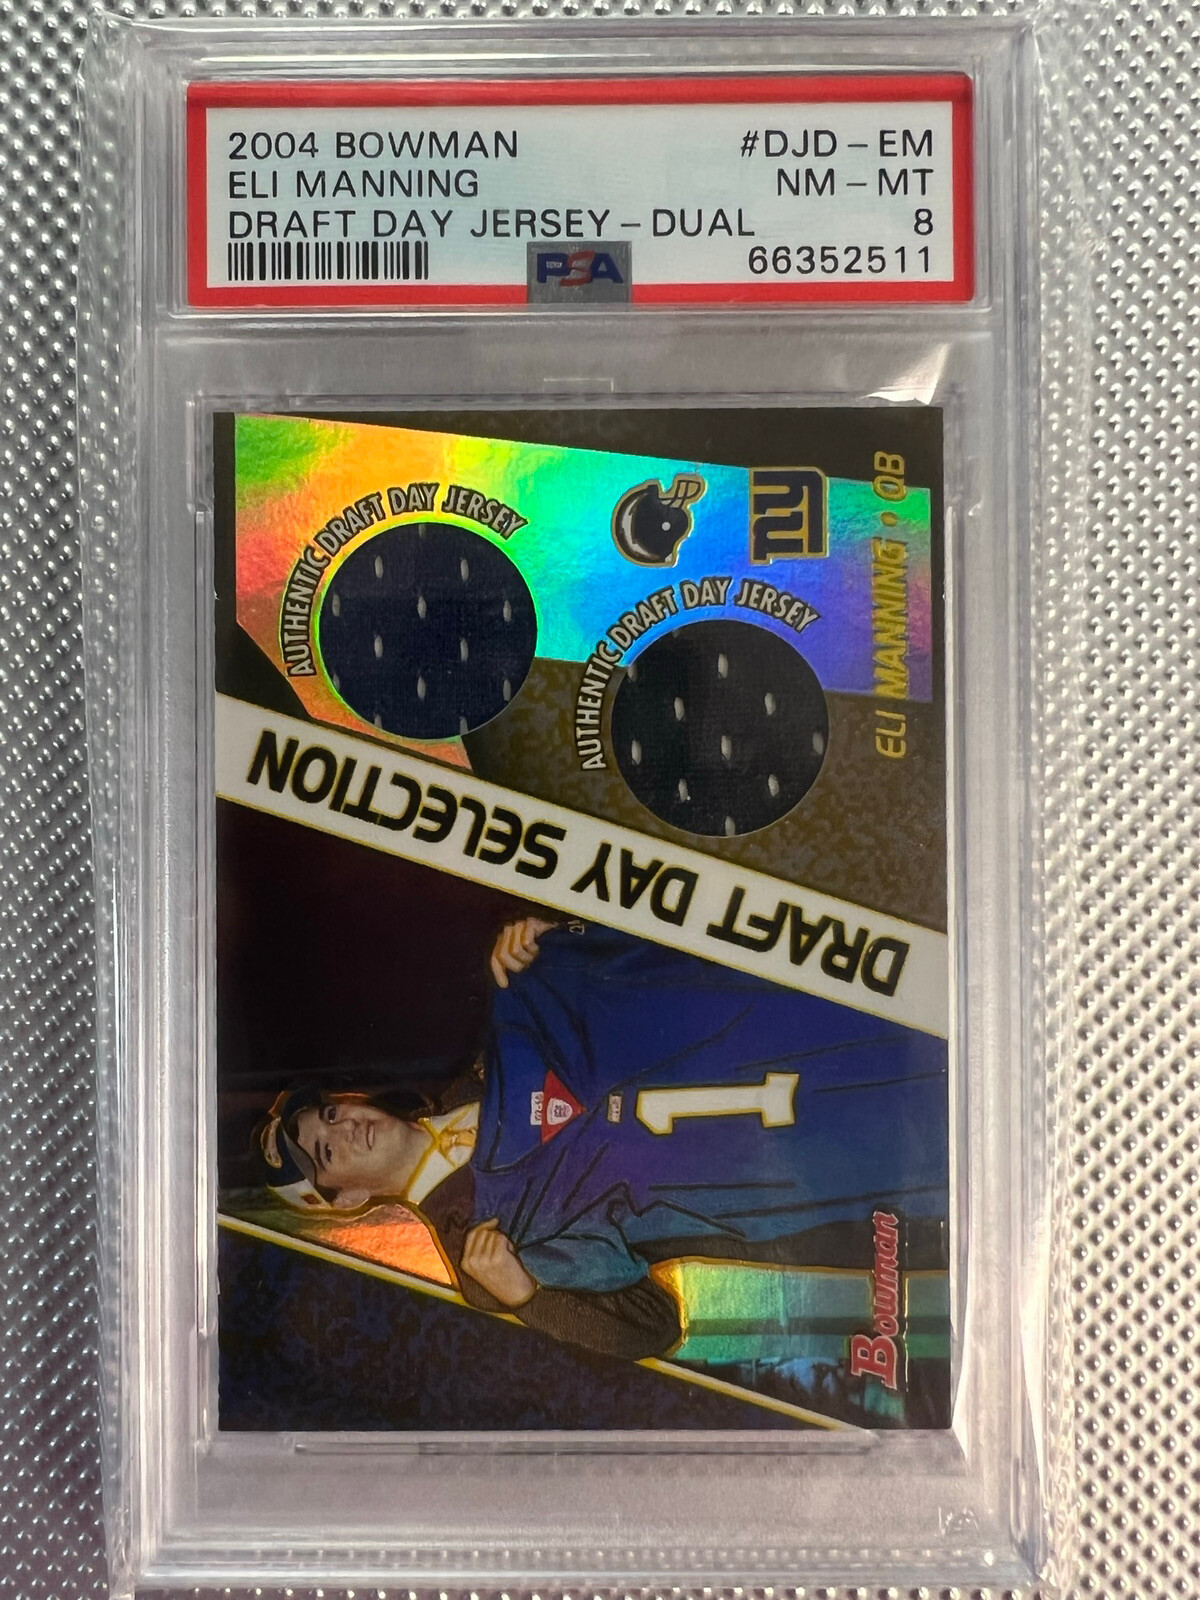 2004 BOWMAN #DJD-EM
ELI MANNING NM-MT
DRAFT DAY JERSEY-DUAL 8
PSA 66352511
AUTHENTIC DRAFT DAY JERSEY
AUTHENTIC DRAFT DAY JERSEY
NY
ELI MANNING • QB
DRAFT DAY SELECTION
1
Bowman